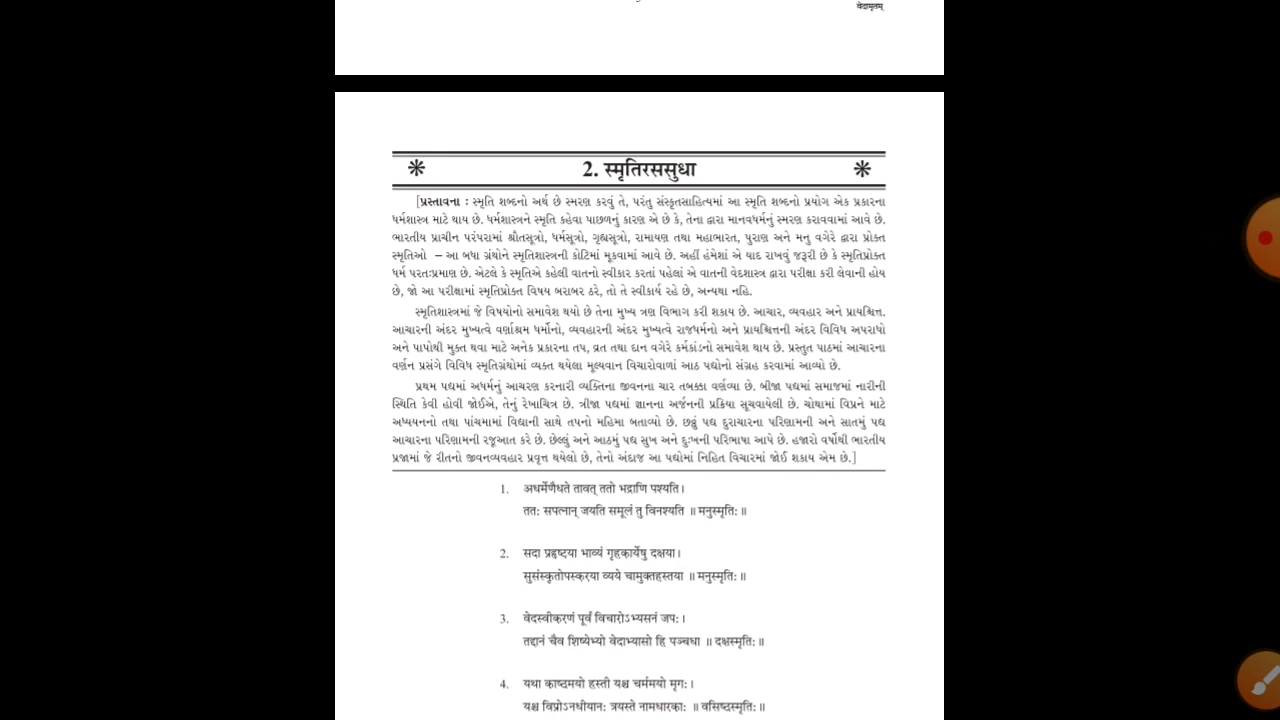 वेदामृतम्
2. स्मृतिरससुधा
[પ્રસ્તાવના : સ્મૃતિ શબ્દનો અર્થ છે સ્મરણ કરવું તે, પરંતુ સંસ્કૃતસાહિત્યમાં આ સ્મૃતિ શબ્દનો પ્રયોગ એક પ્રકારના
ધર્મશાસ્ત્ર માટે થાય છે. ધર્મશાસ્ત્રને સ્મૃતિ કહેવા પાછળનું કારણ એ છે કે, તેના દ્વારા માનવધર્મનું સ્મરણ કરાવવામાં આવે છે.
ભારતીય પ્રાચીન પરંપરામાં શ્રૌતસૂત્રો, ધર્મસૂત્રો, ગૃહ્યસૂત્રો, રામાયણ તથા મહાભારત, પુરાણ અને મનુ વગેરે દ્વારા પ્રોક્ત
સ્મૃતિઓ – આ બધા ગ્રંથોને સ્મૃતિશાસ્ત્રની કોટિમાં મૂકવામાં આવે છે. અહીં હંમેશાં એ યાદ રાખવું જરૂરી છે કે સ્મૃતિપ્રોક્ત
ધર્મ પરતઃપ્રમાણ છે. એટલે કે સ્મૃતિએ કહેલી વાતનો સ્વીકાર કરતાં પહેલાં એ વાતની વેદશાસ્ત્ર દ્વારા પરીક્ષા કરી લેવાની હોય
છે, જો આ પરીક્ષામાં સ્મૃતિપ્રોક્ત વિષય બરાબર ઠરે, તો તે સ્વીકાર્ય રહે છે, અન્યથા નહિ.
સ્મૃતિશાસ્ત્રમાં જે વિષયોનો સમાવેશ થયો છે તેના મુખ્ય ત્રણ વિભાગ કરી શકાય છે. આચાર, વ્યવહાર અને પ્રાયશ્ચિત્ત.
આચારની અંદર મુખ્યત્વે વર્ણાશ્રમ ધર્મોનો, વ્યવહારની અંદર મુખ્યત્વે રાજધર્મનો અને પ્રાયશ્ચિત્તની અંદર વિવિધ અપરાધો
અને પાપોથી મુક્ત થવા માટે અનેક પ્રકારના તપ, વ્રત તથા દાન વગેરે કર્મકાંડનો સમાવેશ થાય છે. પ્રસ્તુત પાઠમાં આચારના
વર્ણન પ્રસંગે વિવિધ સ્મૃતિગ્રંથોમાં વ્યક્ત થયેલા મૂલ્યવાન વિચારોવાળાં આઠ પદ્યોનો સંગ્રહ કરવામાં આવ્યો છે.
પ્રથમ પદ્યમાં અધર્મનું આચરણ કરનારી વ્યક્તિના જીવનના ચાર તબક્કા વર્ણવ્યા છે. બીજા પદ્યમાં સમાજમાં નારીની
સ્થિતિ કેવી હોવી જોઈએ, તેનું રેખાચિત્ર છે. ત્રીજા પદ્યમાં જ્ઞાનના અર્જનની પ્રક્રિયા સૂચવાયેલી છે. ચોથામાં વિપ્રને માટે
અધ્યયનનો તથા પાંચમામાં વિદ્યાની સાથે તપનો મહિમા બતાવ્યો છે. છઠ્ઠું પદ્ય દુરાચારના પરિણામની અને સાતમું પદ્ય
આચારના પરિણામની રજૂઆત કરે છે. છેલ્લું અને આઠમું પદ્ય સુખ અને દુઃખની પરિભાષા આપે છે. હજારો વર્ષોથી ભારતીય
પ્રજામાં જે રીતનો જીવનવ્યવહાર પ્રવૃત્ત થયેલો છે, તેનો અંદાજ આ પદ્યોમાં નિહિત વિચારમાં જોઈ શકાય એમ છે.]
1. अधर्मेणैधते तावत् ततो भद्राणि पश्यति।
ततः सपत्नान् जयति समूलं तु विनश्यति ॥ मनुस्मृतिः॥
2. सदा प्रहृष्टया भाव्यं गृहकार्येषु दक्षया।
सुसंस्कृतोपस्करया व्यये चामुक्तहस्तया ॥ मनुस्मृतिः॥
3. वेदस्वीकरणं पूर्वं विचारोऽभ्यसनं जपः।
तद्दानं चैव शिष्येभ्यो वेदाभ्यासो हि पञ्चधा ॥ दक्षस्मृतिः॥
4. यथा काष्ठमयो हस्ती यश्च चर्ममयो मृगः।
यश्च विप्रोऽनधीयानः त्रयस्ते नामधारकाः ॥ वसिष्ठस्मृतिः॥